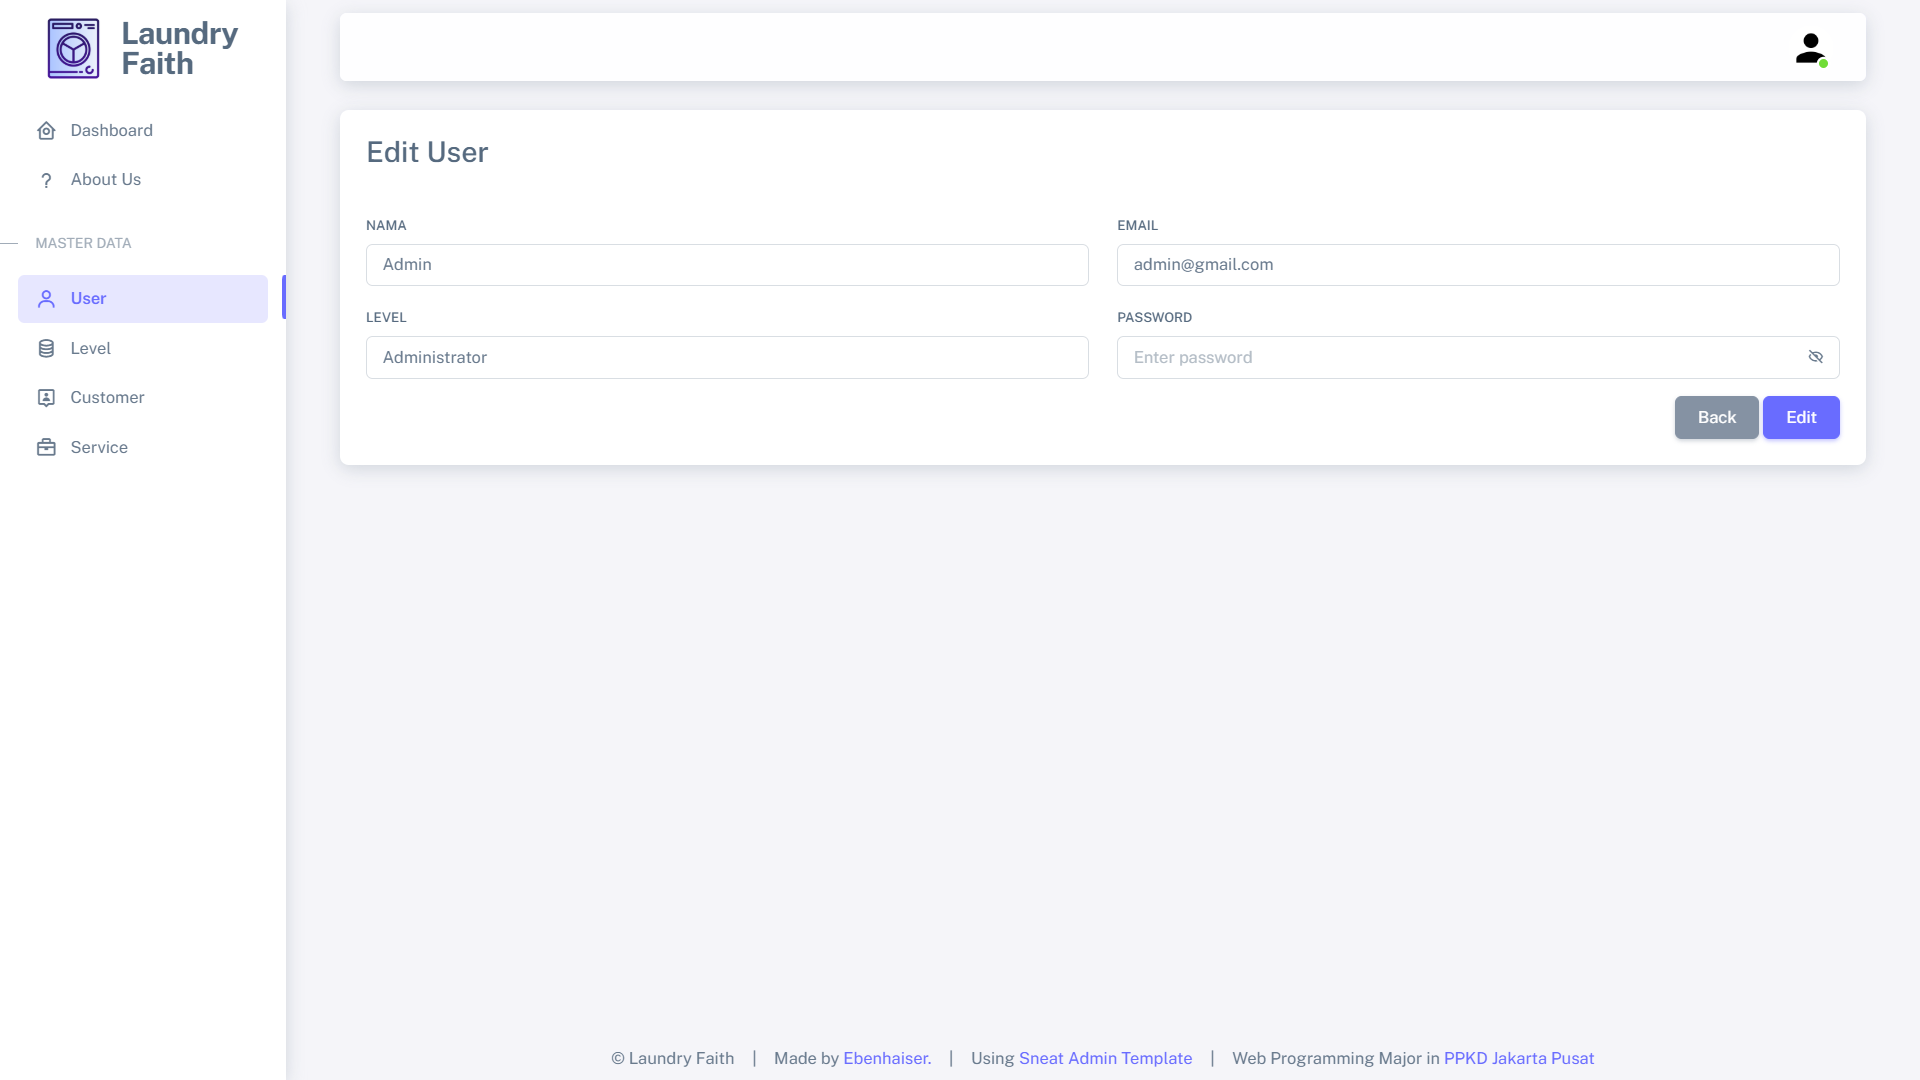 Laundry
Faith
Dashboard
? About Us
MASTER DATA
User
Level
Customer
Service
Edit User
NAMA
Admin
EMAIL
admin@gmail.com
LEVEL
Administrator
PASSWORD
Enter password
Back Edit
© Laundry Faith | Made by Ebenhaiser. | Using Sneat Admin Template | Web Programming Major in PPKD Jakarta Pusat